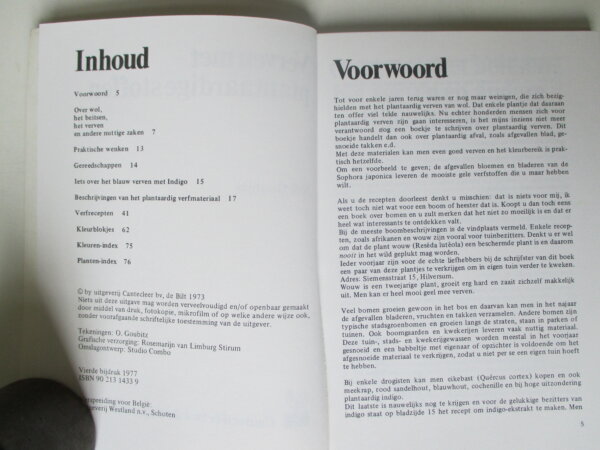 Inhoud
Voorwoord 5
Over wol,
het beitsen,
het verven
en andere nuttige zaken 7
Praktische wenken 13
Gereedschappen 14
Iets over het blauw verven met Indigo 15
Beschrijvingen van het plantaardig verfmateriaal 17
Verfrecepten 41
Kleurblokjes 62
Kleuren-index 75
Planten-index 76
© by uitgeverij Cantecleer bv, de Bilt 1973
Niets uit deze uitgave mag worden verveelvoudigd en/of openbaar gemaakt
door middel van druk, fotokopie, mikrofilm of op welke andere wijze ook,
zonder voorafgaande schriftelijke toestemming van de uitgever.
Tekeningen: O. Goubitz
Grafische verzorging: Rosemarijn van Limburg Stirum
Omslagontwerp: Studio Combo
Vierde bijdruk 1977
ISBN 90 213 1433 9
erspreiding voor België
uitgeverij Westland n.v., Schoten
Voorwoord
Tot voor enkele jaren terug waren er nog maar weinigen, die zich bezig-
hielden met het plantaardig verven van wol. Dat enkele plantje dat daaraan
ten offer viel telde nauwelijks. Nu echter honderden mensen zich voor
plantaardig verven zijn gaan interesseren, is het mijns inziens niet meer
verantwoord nog een boekje te schrijven over plantaardig verven. Dit
boekje handelt dan ook over plantaardig afval, zoals afgevallen blad, ge-
snoeide takken e.d.
Met deze materialen kan men even goed verven en het kleurbereik is prak-
tisch hetzelfde.
Om een voorbeeld te geven; de afgevallen bloemen en bladeren van de
Sophora japonica leveren de mooiste gele verfstoffen die u maar hebben
wilt.
Als u de recepten doorleest denkt u misschien: dat is niets voor mij, ik
weet toch niet wat voor een boom of heester dat is. Koopt u dan toch eens
een boek over bomen en u zult merken dat het niet zo moeilijk is en dat er
heel wat interessants te ontdekken valt.
Bij de meeste boombeschrijvingen is de vindplaats vermeld. Enkele recep-
ten, zoals afrikanen en wouw zijn vooral voor tuinbezitters. Denkt u er wel
om dat de plant wouw (Reséda lutéola) een beschermde plant is en daarom
nooit in het wild geplukt mag worden.
Ieder voorjaar zijn voor de echte liefhebbers bij de schrijfster van dit boek
een paar van deze plantjes te verkrijgen om in eigen tuin verder te kweken.
Adres: Siemensstraat 15, Hilversum.
Wouw is een tweejarige plant, groeit erg hard en zaait zichzelf makkelijk
uit. Men kan er heel mooi geel mee verven.
Veel bomen groeien gewoon in het bos en daarvan kan men in het najaar
de afgevallen bladeren, vruchten en takken verzamelen. Andere bomen zijn
typische stadsgroenbomen en groeien langs de straten, staan in parken of
tuinen. Ook boomgaarden en kwekerijen leveren vaak nuttig materiaal.
Deze tuin-, stads- en kwekerijgewassen worden meestal in het voorjaar
gesnoeid en een babbeltje met eigenaar of opzichter is voldoende om het
afgesnoeide materiaal te verkrijgen, zodat u niet per se een eigen tuin hoeft
te hebben.
Bij enkele drogisten kan men eikebast (Quércus cortex) kopen en ook
meekrap, rood sandelhout, blauwhout, cochenille en bij hoge uitzondering
plantaardig indigo.
Dit laatste is nauwelijks nog te krijgen en voor de gelukkige bezitters van
indigo staat op bladzijde 15 het recept om indigo-ekstrakt te maken. Men
5